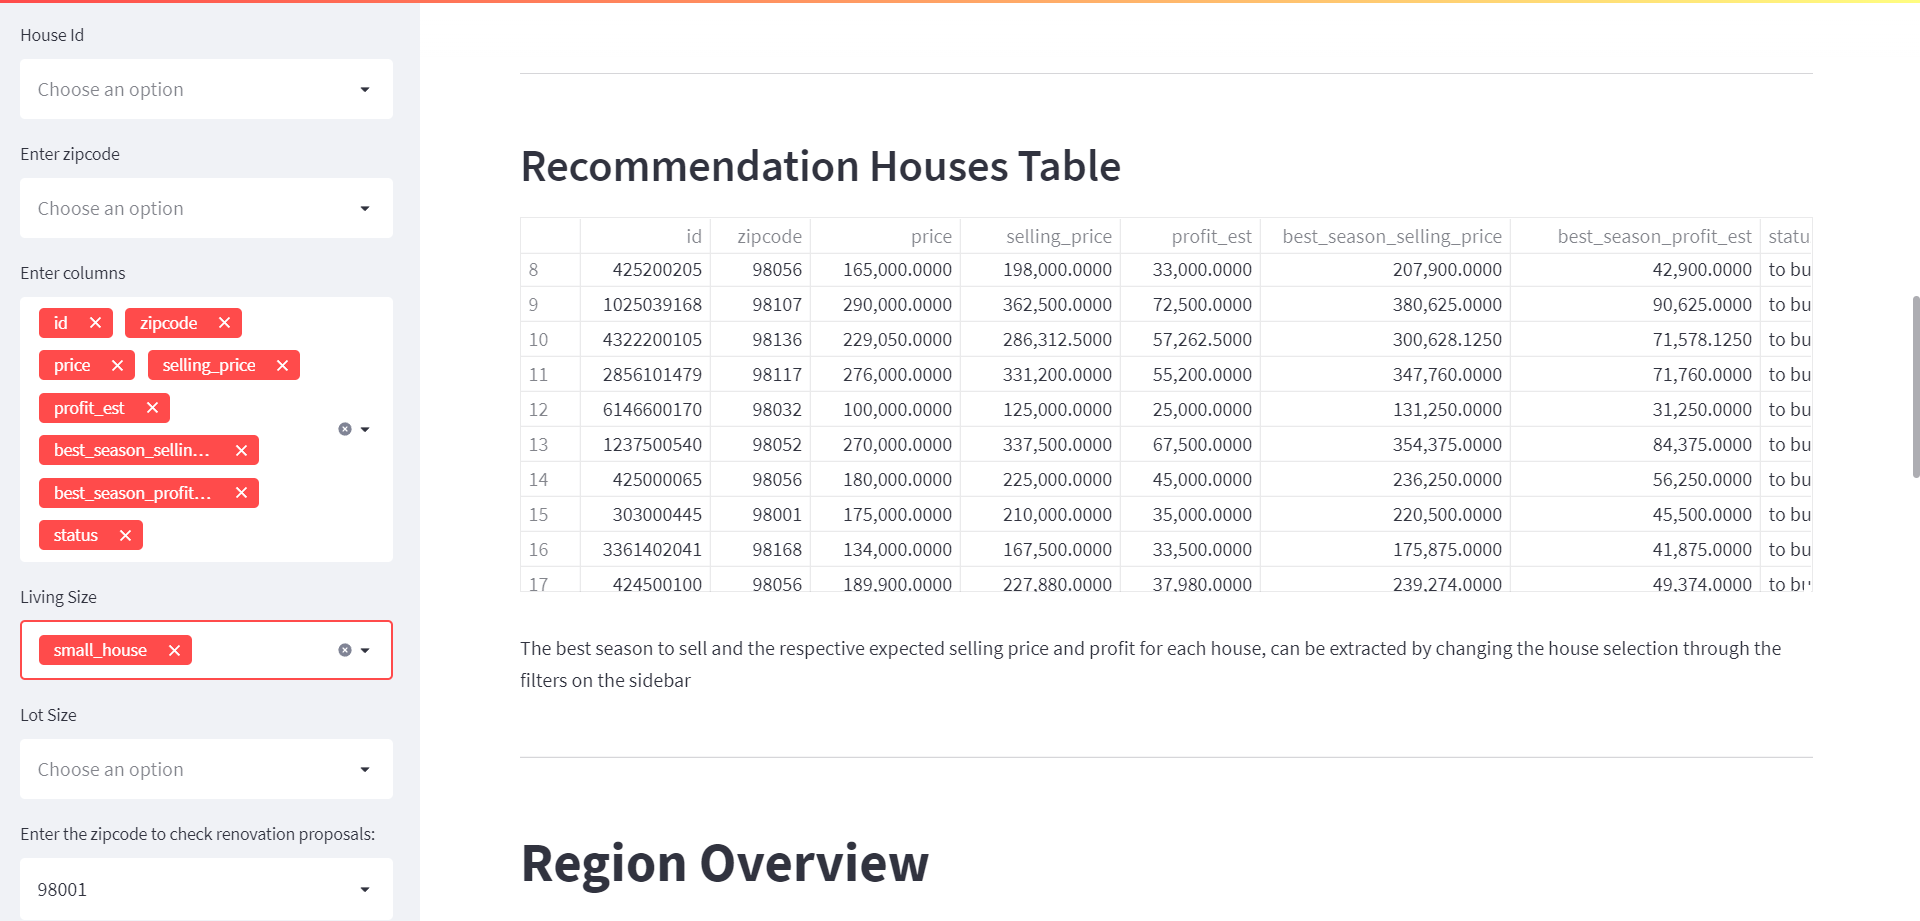 House Id
Choose an option
Enter zipcode
Choose an option
Enter columns
id zipcode
price selling_price
profit_est
best_season_sellin...
best_season_profit...
status
Living Size
small_house
Lot Size
Choose an option
Enter the zipcode to check renovation proposals:
98001
Recommendation Houses Table
id zipcode price selling_price profit_est best_season_selling_price best_season_profit_est statu
8 425200205 98056 165,000.0000 198,000.0000 33,000.0000 207,900.0000 42,900.0000 to bu
9 1025039168 98107 290,000.0000 362,500.0000 72,500.0000 380,625.0000 90,625.0000 to bu
10 4322200105 98136 229,050.0000 286,312.5000 57,262.5000 300,628.1250 71,578.1250 to bu
11 2856101479 98117 276,000.0000 331,200.0000 55,200.0000 347,760.0000 71,760.0000 to bu
12 6146600170 98032 100,000.0000 125,000.0000 25,000.0000 131,250.0000 31,250.0000 to bu
13 1237500540 98052 270,000.0000 337,500.0000 67,500.0000 354,375.0000 84,375.0000 to bu
14 425000065 98056 180,000.0000 225,000.0000 45,000.0000 236,250.0000 56,250.0000 to bu
15 303000445 98001 175,000.0000 210,000.0000 35,000.0000 220,500.0000 45,500.0000 to bu
16 3361402041 98168 134,000.0000 167,500.0000 33,500.0000 175,875.0000 41,875.0000 to bu
17 424500100 98056 189,900.0000 227,880.0000 37,980.0000 239,274.0000 49,374.0000 to bu
The best season to sell and the respective expected selling price and profit for each house, can be extracted by changing the house selection through the
filters on the sidebar
Region Overview